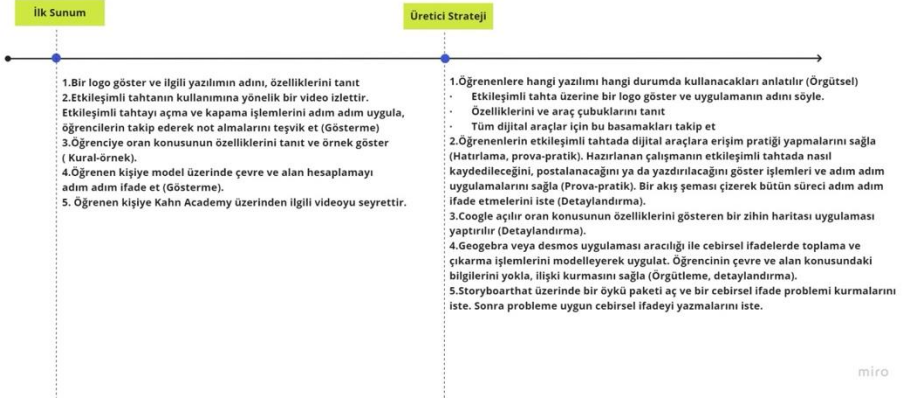 İlk Sunum
1.Bir logo göster ve ilgili yazılımın adını, özelliklerini tanıt
2.Etkileşimli tahtanın kullanımına yönelik bir video izlettir.
Etkileşimli tahtayı açma ve kapama işlemlerini adım adım uygula,
öğrencilerin takip ederek not almalarını teşvik et (Gösterme)
3.Öğrenciye oran konusunun özelliklerini tanıt ve örnek göster
( Kural-örnek).
4.Öğrenen kişiye model üzerinde çevre ve alan hesaplamayı
adım adım ifade et (Gösterme).
5. Öğrenen kişiye Kahn Academy üzerinden ilgili videoyu seyrettir.
Üretici Strateji
1.Öğrenenlere hangi yazılımı hangi durumda kullanacakları anlatılır (Örgütsel)
· Etkileşimli tahta üzerine bir logo göster ve uygulamanın adını söyle.
· Özelliklerini ve araç çubuklarını tanıt
· Tüm dijital araçlar için bu basamakları takip et
2.Öğrenenlerin etkileşimli tahtada dijital araçlara erişim pratiği yapmalarını sağla
(Hatırlama, prova-pratik). Hazırlanan çalışmanın etkileşimli tahtada nasıl
kaydedileceğini, postalanacağını ya da yazdırılacağını göster işlemleri ve adım adım
uygulamalarını sağla (Prova-pratik). Bir akış şeması çizerek bütün süreci adım adım
ifade etmelerini iste (Detaylandırma).
3.Coogle açılır oran konusunun özelliklerini gösteren bir zihin haritası uygulaması
yaptırılır (Detaylandırma).
4.Geogebra veya desmos uygulaması aracılığı ile cebirsel ifadelerde toplama ve
çıkarma işlemlerini modelleyerek uygulat. Öğrencinin çevre ve alan konusundaki
bilgilerini yokla, ilişki kurmasını sağla (Örgütleme, detaylandırma).
5.Storyboarthat üzerinde bir öykü paketi aç ve bir cebirsel ifade problemi kurmalarını
iste. Sonra probleme uygun cebirsel ifadeyi yazmalarını iste.
miro